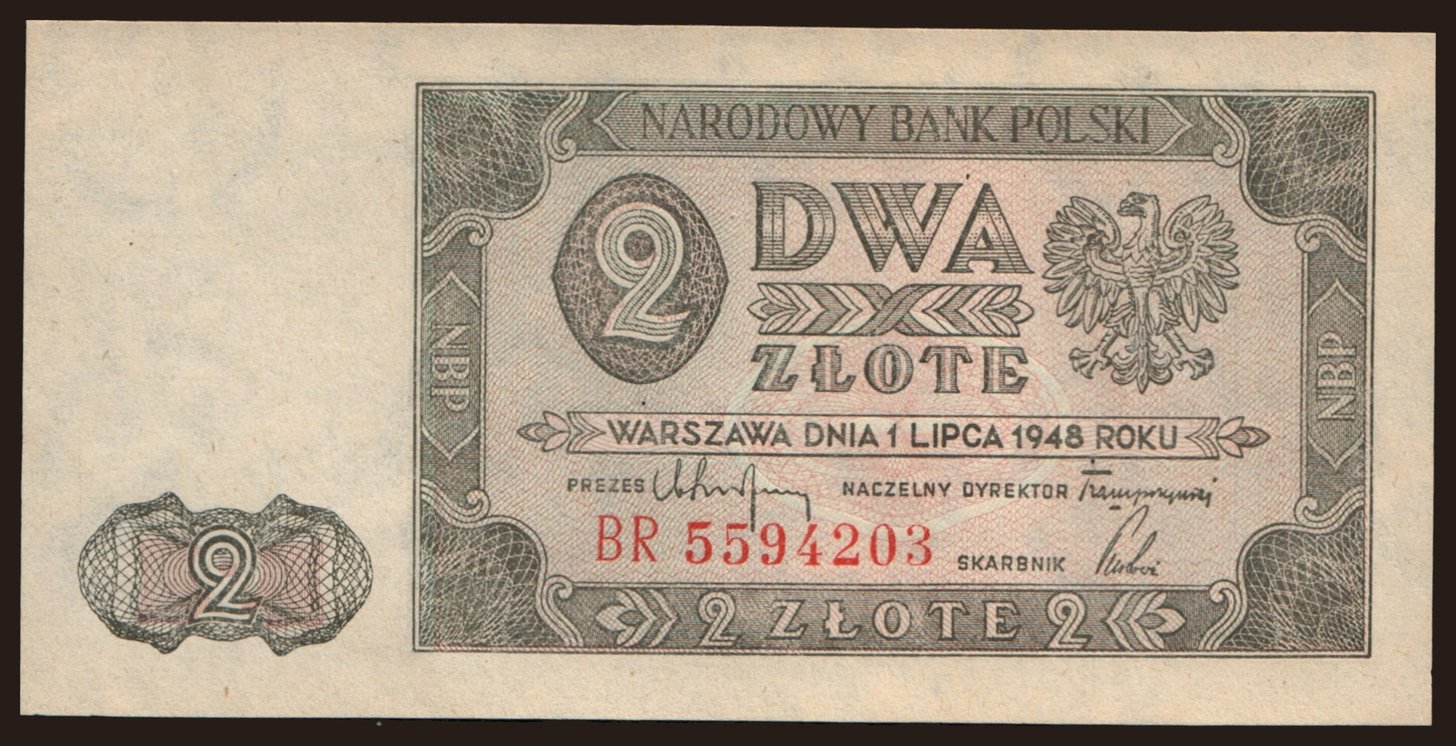 NARODOWY BANK POLSKI
2 DWA
ZŁOTE
NBP
NBP
WARSZAWA DNIA 1 LIPCA 1948 ROKU
PREZES NACZELNY DYREKTOR
BR 5594203 SKARBNIK
2
2 ZŁOTE 2